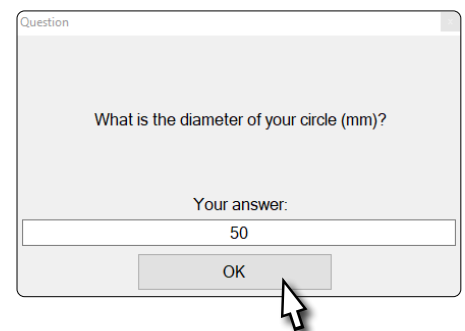 Question
What is the diameter of your circle (mm)?
Your answer:
50
OK